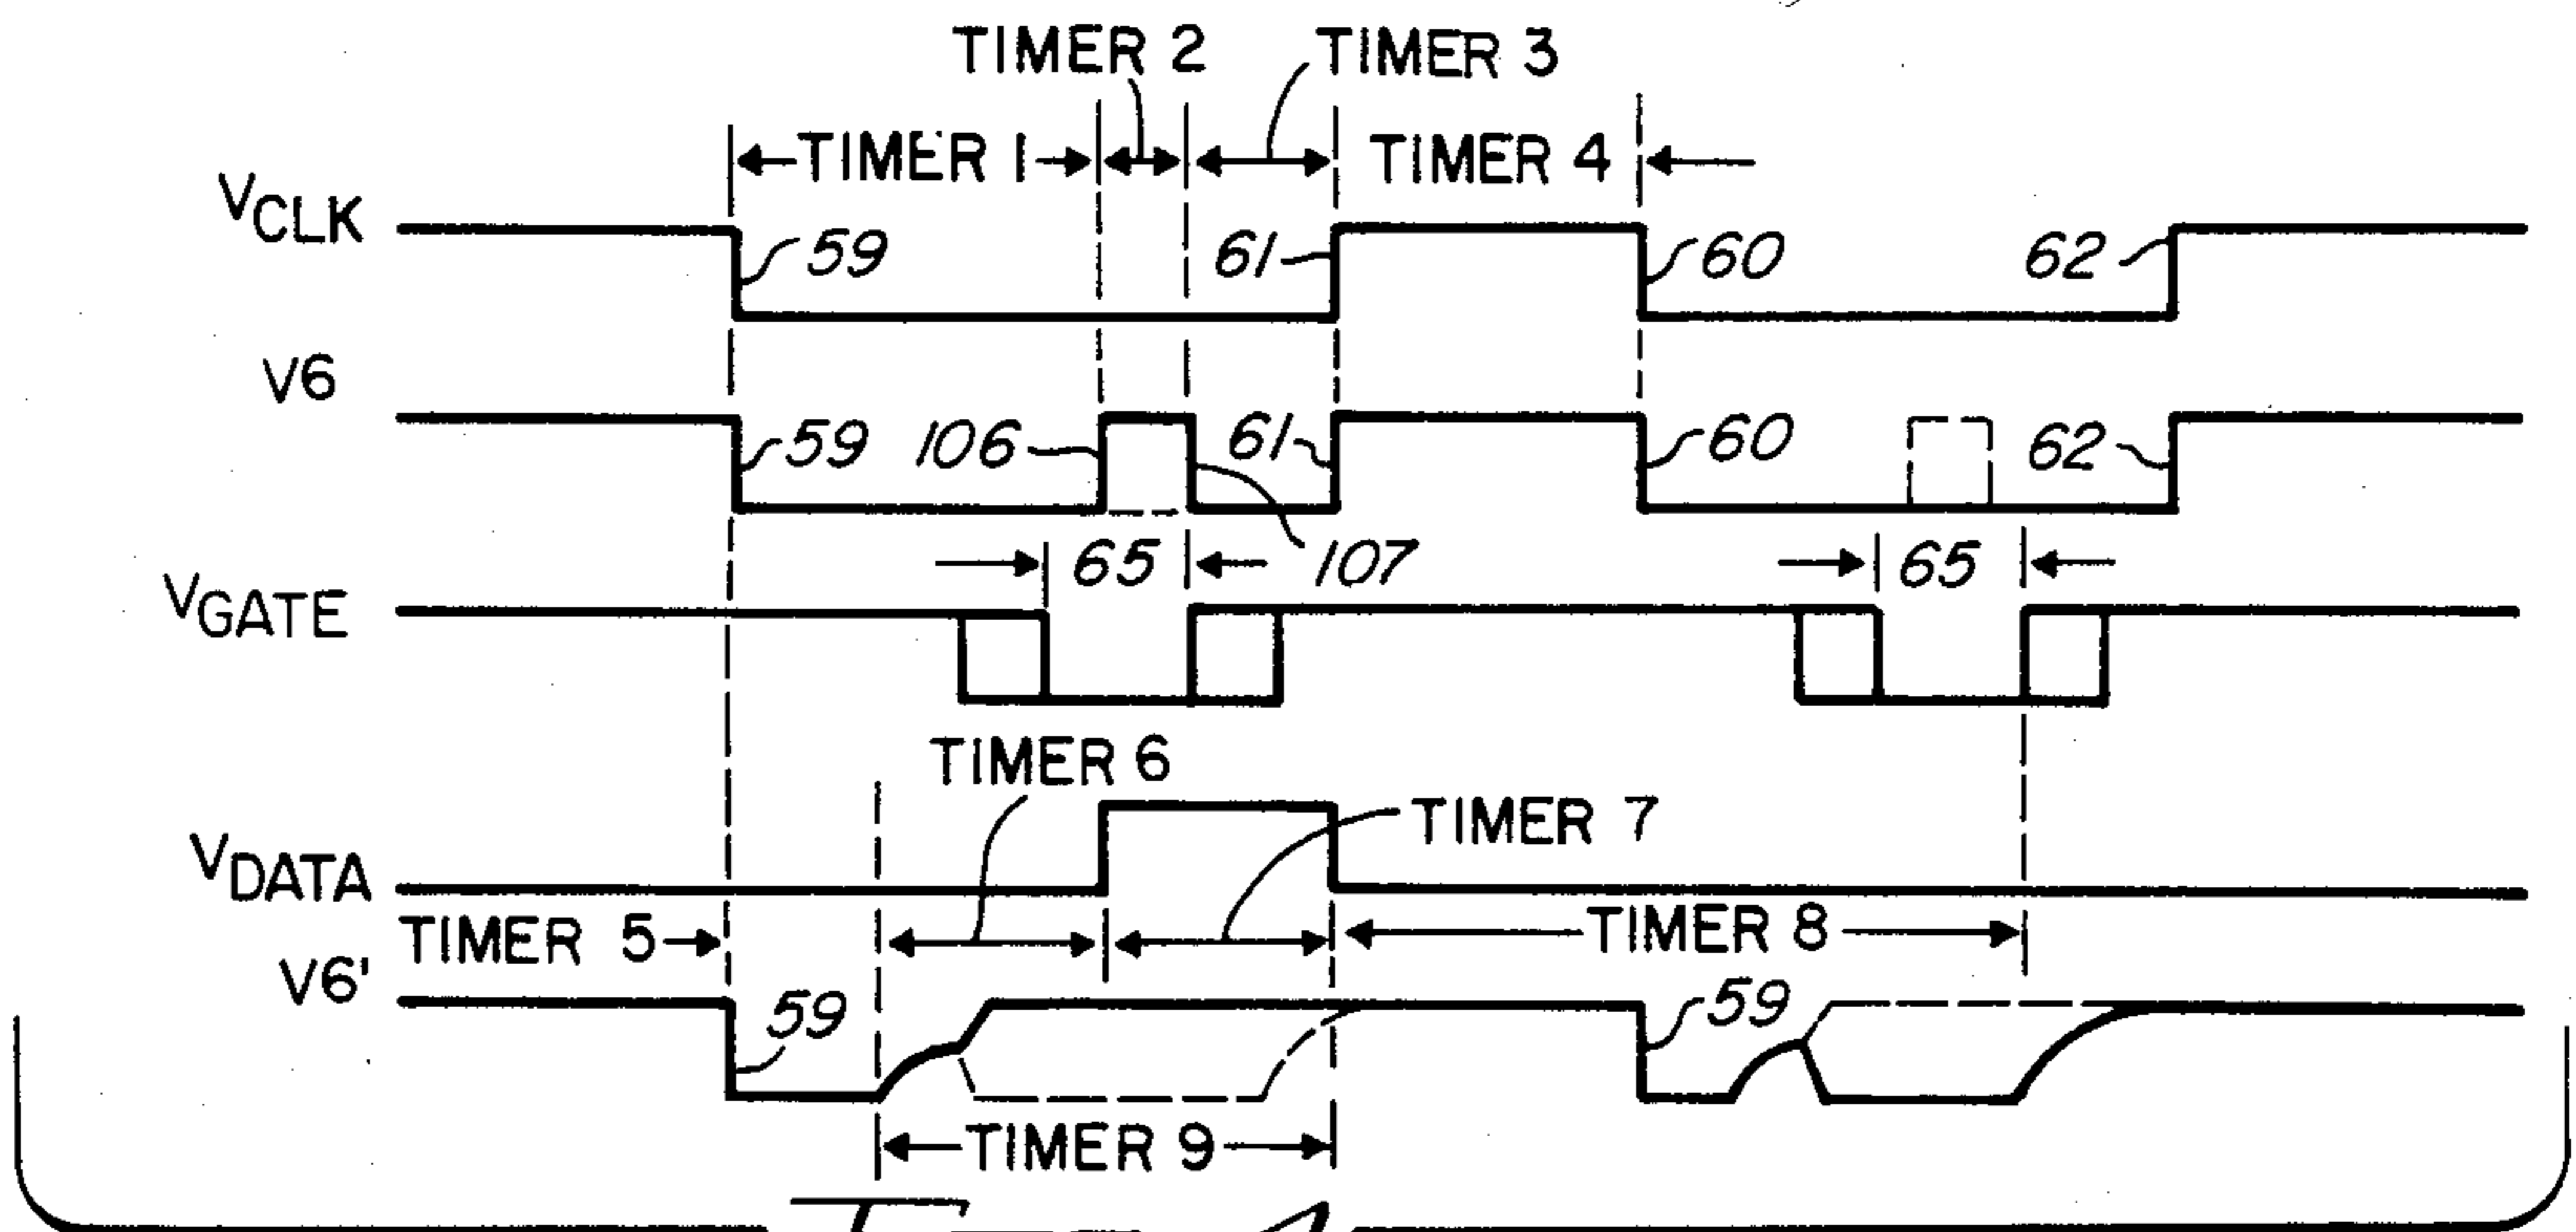 TIMER 2 TIMER 3
TIMER 1 TIMER 4
VCLK 59 61 60 62
V6 59 106 61 60 62
65 107 65
VGATE
TIMER 6
TIMER 7
VDATA
TIMER 5 TIMER 8
V6' 59 59
TIMER 9